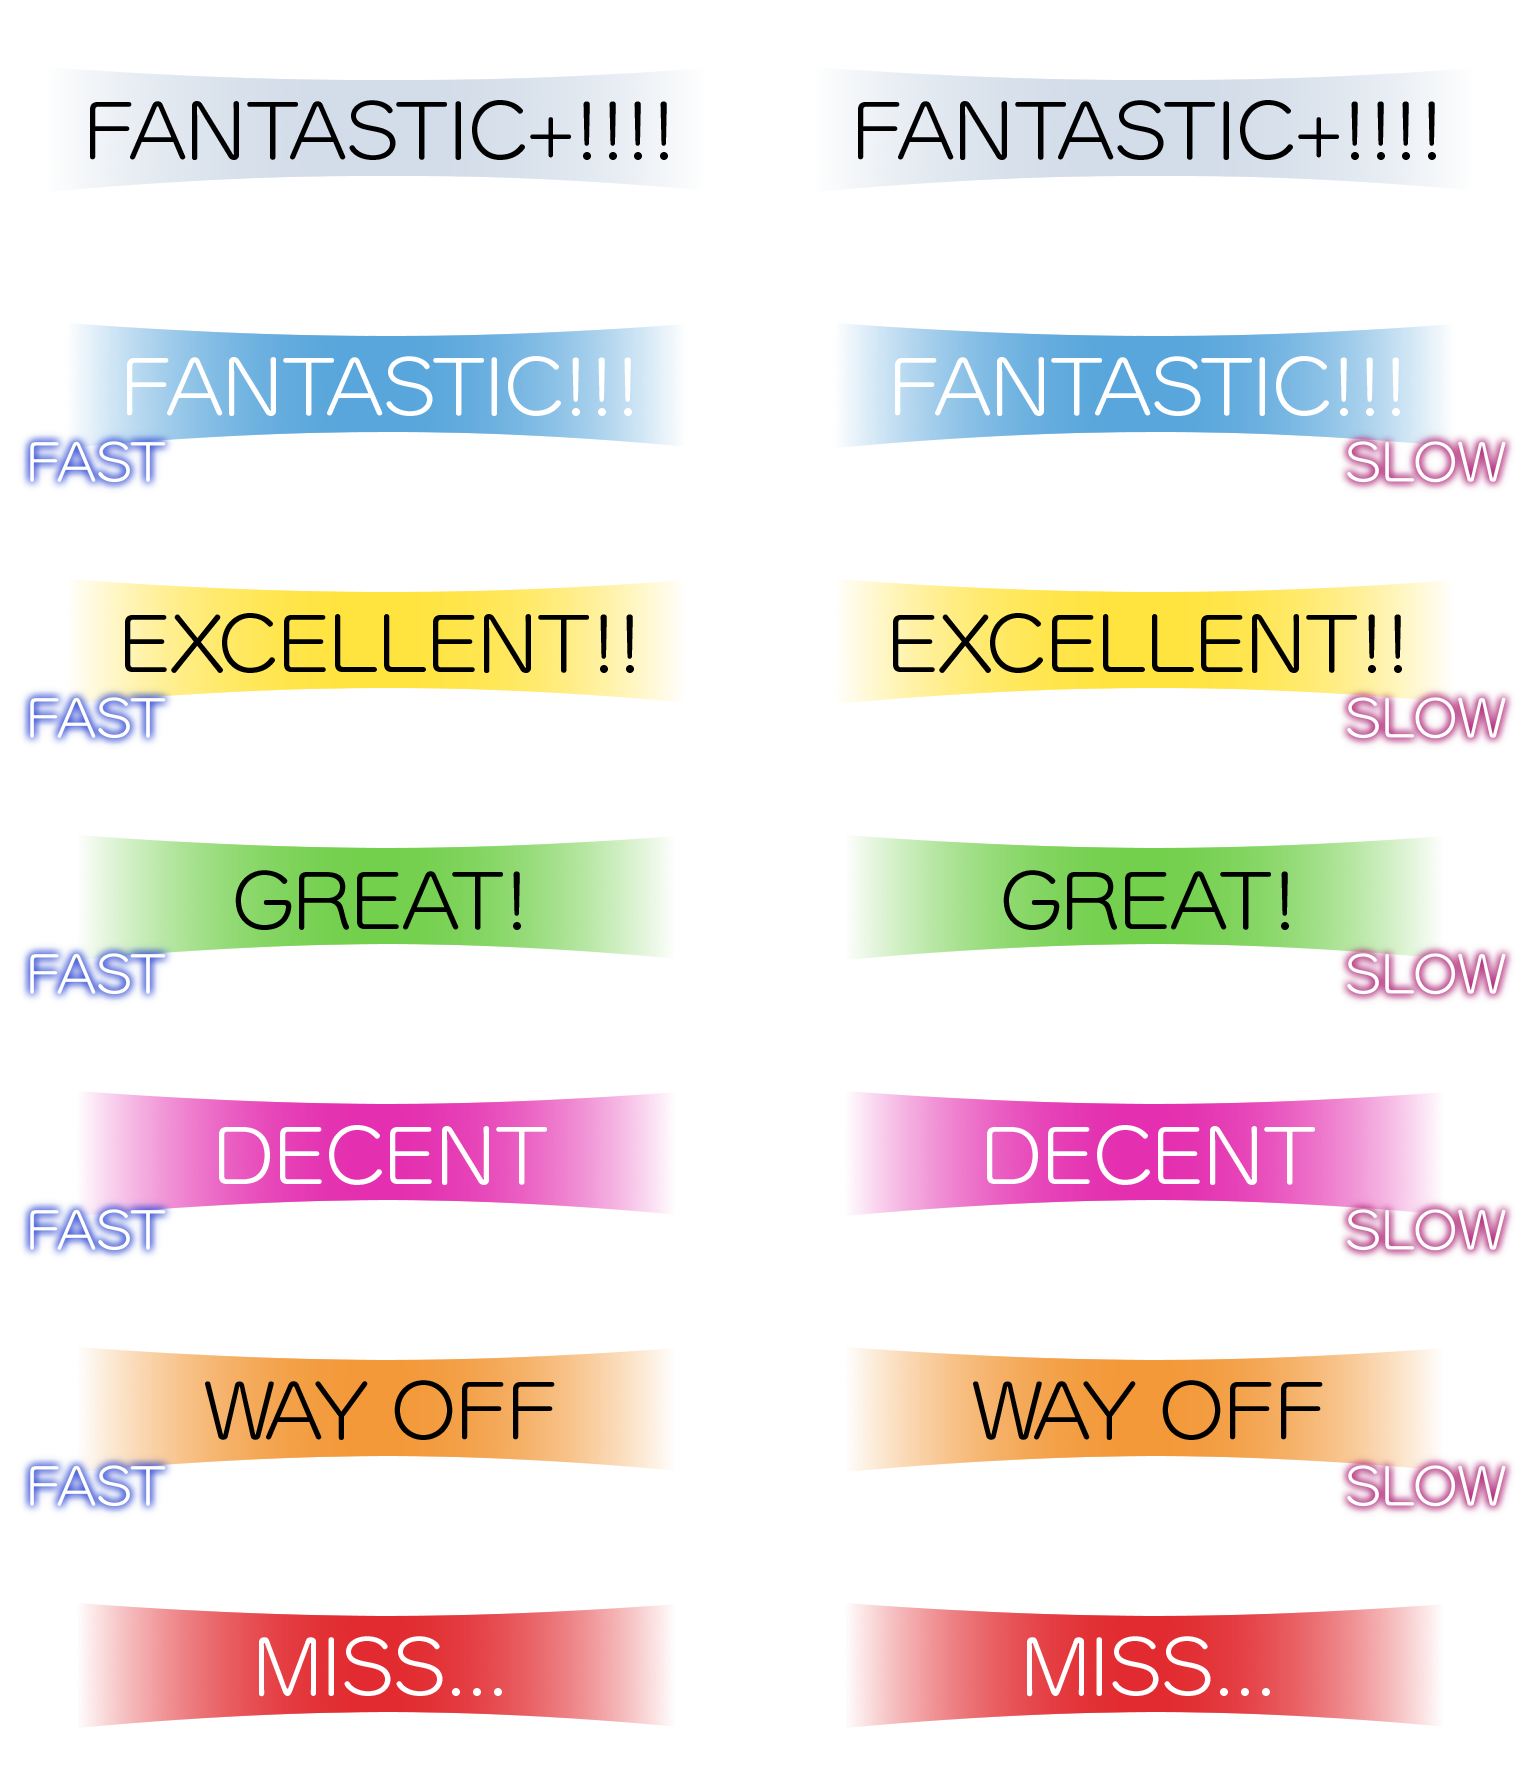 FANTASTIC+!!!! FANTASTIC+!!!!
FANTASTIC!!! FANTASTIC!!!
FAST SLOW
EXCELLENT!! EXCELLENT!!
FAST SLOW
GREAT! GREAT!
FAST SLOW
DECENT DECENT
FAST SLOW
WAY OFF WAY OFF
FAST SLOW
MISS... MISS...